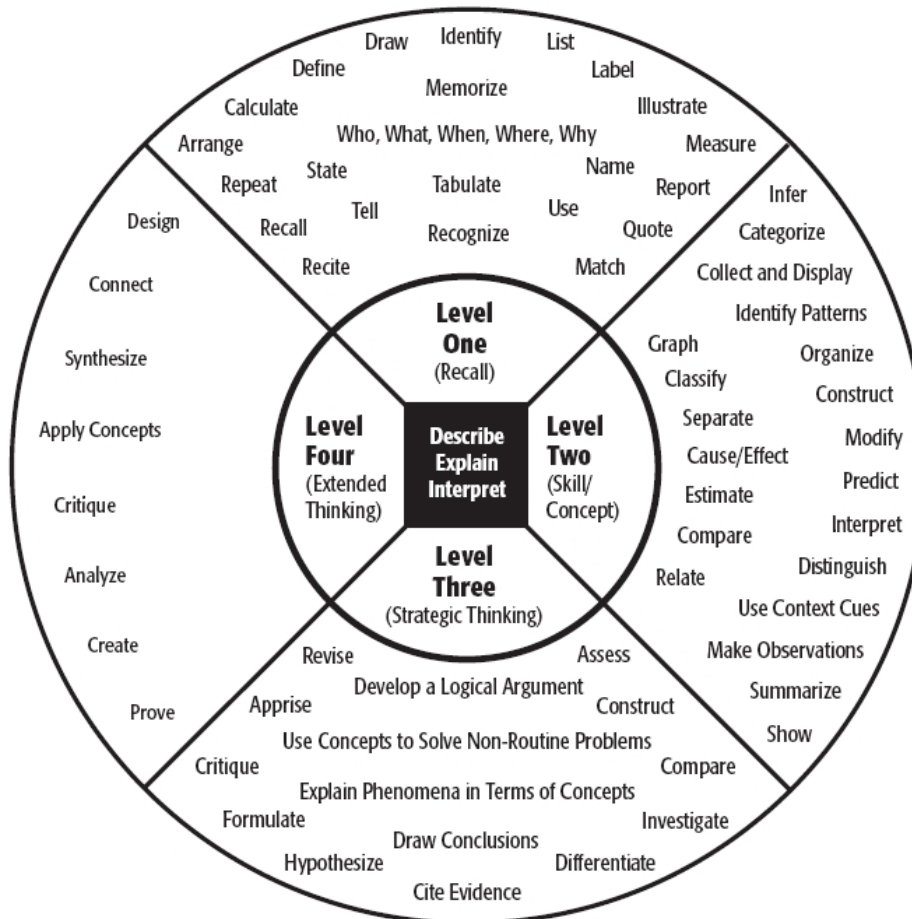 Draw
Identify
List
Define
Label
Memorize
Calculate
Illustrate
Who, What, When, Where, Why
Arrange
Measure
State
Name
Repeat
Tabulate
Report
Tell
Use
Recall
Recognize
Quote
Recite
Match
Level
One
(Recall)
Infer
Categorize
Collect and Display
Identify Patterns
Graph
Organize
Classify
Construct
Separate
Modify
Cause/Effect
Predict
Estimate
Interpret
Compare
Distinguish
Relate
Use Context Cues
Make Observations
Summarize
Show
Level
Two
(Skill/
Concept)
Describe
Explain
Interpret
Level
Three
(Strategic Thinking)
Revise
Assess
Develop a Logical Argument
Apprise
Construct
Use Concepts to Solve Non-Routine Problems
Critique
Compare
Explain Phenomena in Terms of Concepts
Formulate
Investigate
Draw Conclusions
Hypothesize
Differentiate
Cite Evidence
Level
Four
(Extended
Thinking)
Design
Connect
Synthesize
Apply Concepts
Critique
Analyze
Create
Prove